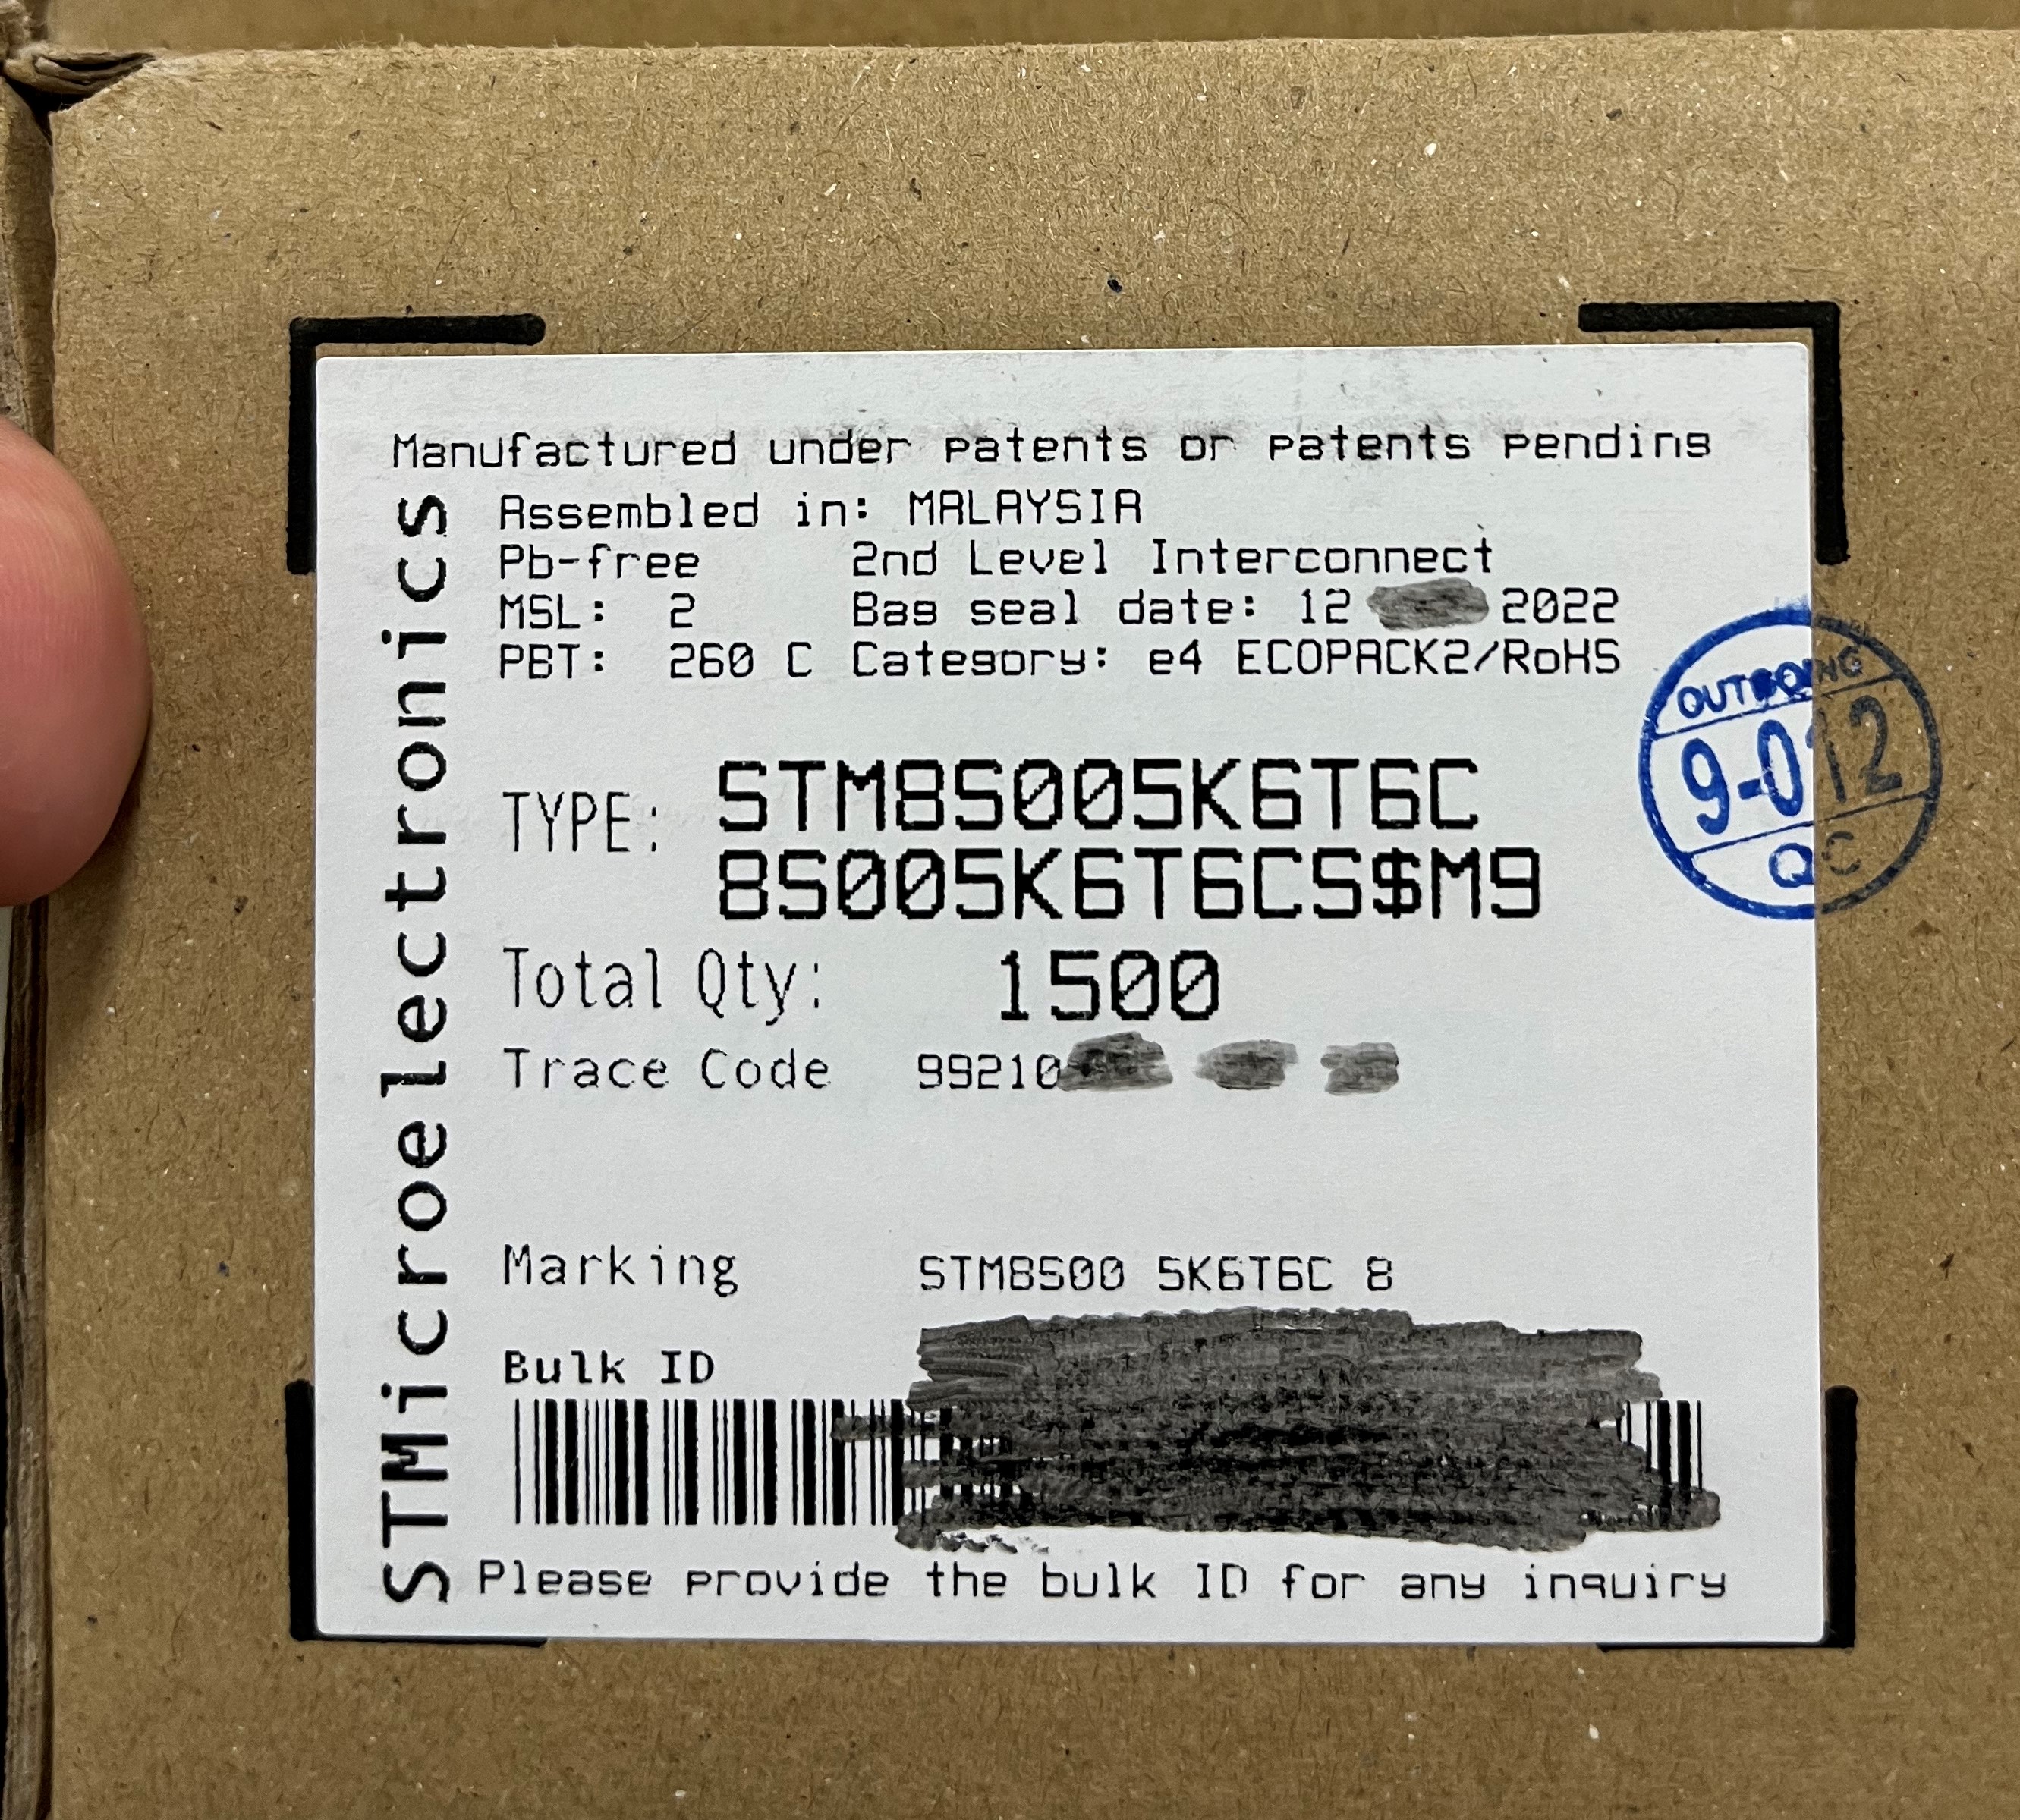 Manufactured under patents or patents pending
STMicroelectronics
Assembled in: MALAYSIA
Pb-free 2nd Level Interconnect
MSL: 2 Bag seal date: 12 2022
PBT: 260 C Category: e4 ECOPACK2/RoHS
TYPE: STM8S005K6T6C
8S005K6T6CS$M9
Total Qty: 1500
Trace Code 99210
Marking STM8S00 5K6T6C 8
Bulk ID
Please provide the bulk ID for any inquiry
OUTGOING
9-012
QC